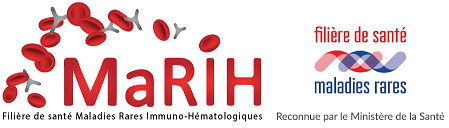 MaRIH
Filière de santé Maladies Rares Immuno-Hématologiques
filière de santé
maladies rares
Reconnue par le Ministère de la Santé